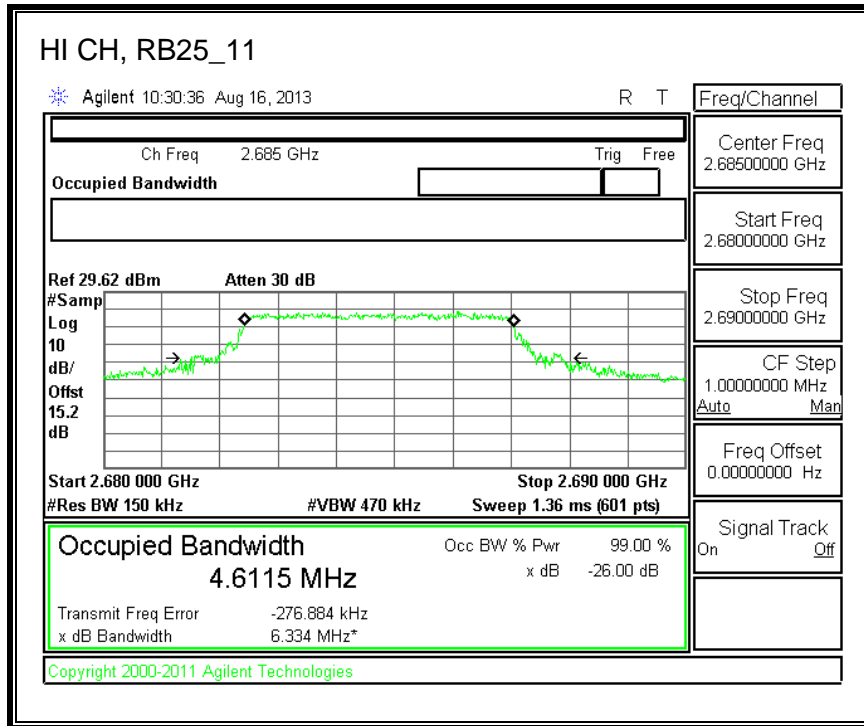 HI CH, RB25_11
Agilent 10:30:36 Aug 16, 2013 R T
Freq/Channel
Ch Freq 2.685 GHz Trig Free
Occupied Bandwidth
Center Freq
2.68500000 GHz
Start Freq
2.68000000 GHz
Stop Freq
2.69000000 GHz
CF Step
1.00000000 MHz
Auto Man
Freq Offset
0.00000000 Hz
Signal Track
On Off
Ref 29.62 dBm Atten 30 dB
#Samp
Log
10
dB/
Offst
15.2
dB
Start 2.680 000 GHz Stop 2.690 000 GHz
#Res BW 150 kHz #VBW 470 kHz Sweep 1.36 ms (601 pts)
Occupied Bandwidth Occ BW % Pwr 99.00 %
4.6115 MHz x dB -26.00 dB
Transmit Freq Error -276.884 kHz
x dB Bandwidth 6.334 MHz*
Copyright 2000-2011 Agilent Technologies